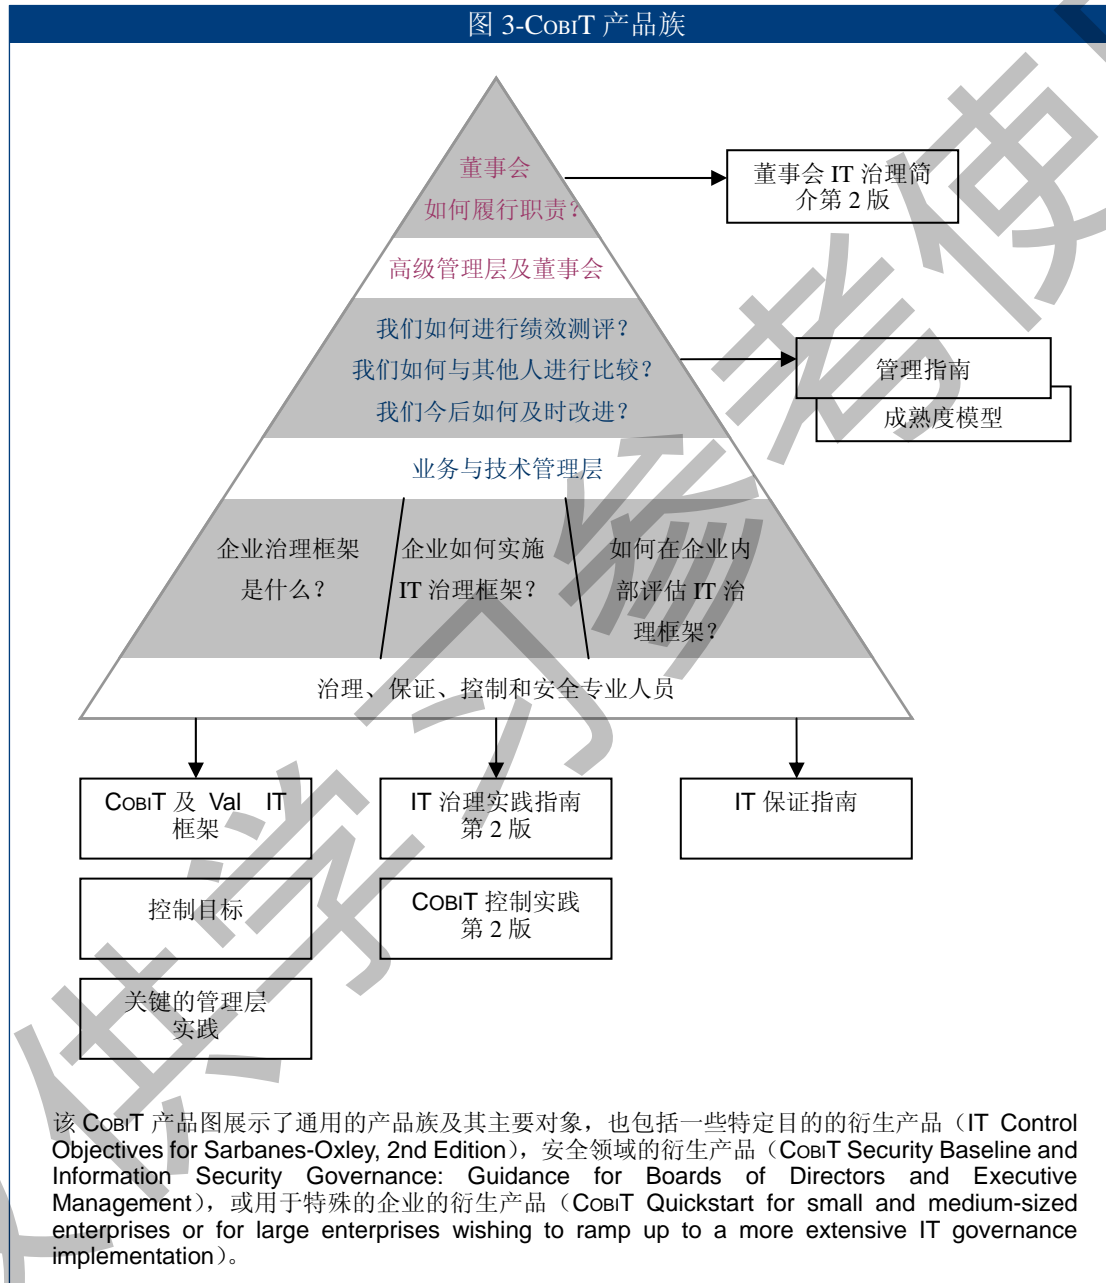 图 3-COBIT 产品族
董事会
如何履行职责？
董事会 IT 治理简
介第 2 版
高级管理层及董事会
我们如何进行绩效测评？
我们如何与其他人进行比较？
我们今后如何及时改进？
管理指南
成熟度模型
业务与技术管理层
企业治理框架
是什么？
企业如何实施
IT 治理框架？
如何在企业内
部评估 IT 治
理框架？
治理、保证、控制和安全专业人员
COBIT 及 Val IT
框架
IT 治理实践指南
第 2 版
IT 保证指南
控制目标
COBIT 控制实践
第 2 版
关键的管理层
实践
该 COBIT 产品图展示了通用的产品族及其主要对象，也包括一些特定目的的衍生产品（IT Control
Objectives for Sarbanes-Oxley, 2nd Edition），安全领域的衍生产品（COBIT Security Baseline and
Information Security Governance: Guidance for Boards of Directors and Executive
Management），或用于特殊的企业的衍生产品（COBIT Quickstart for small and medium-sized
enterprises or for large enterprises wishing to ramp up to a more extensive IT governance
implementation）。
供学习参考使